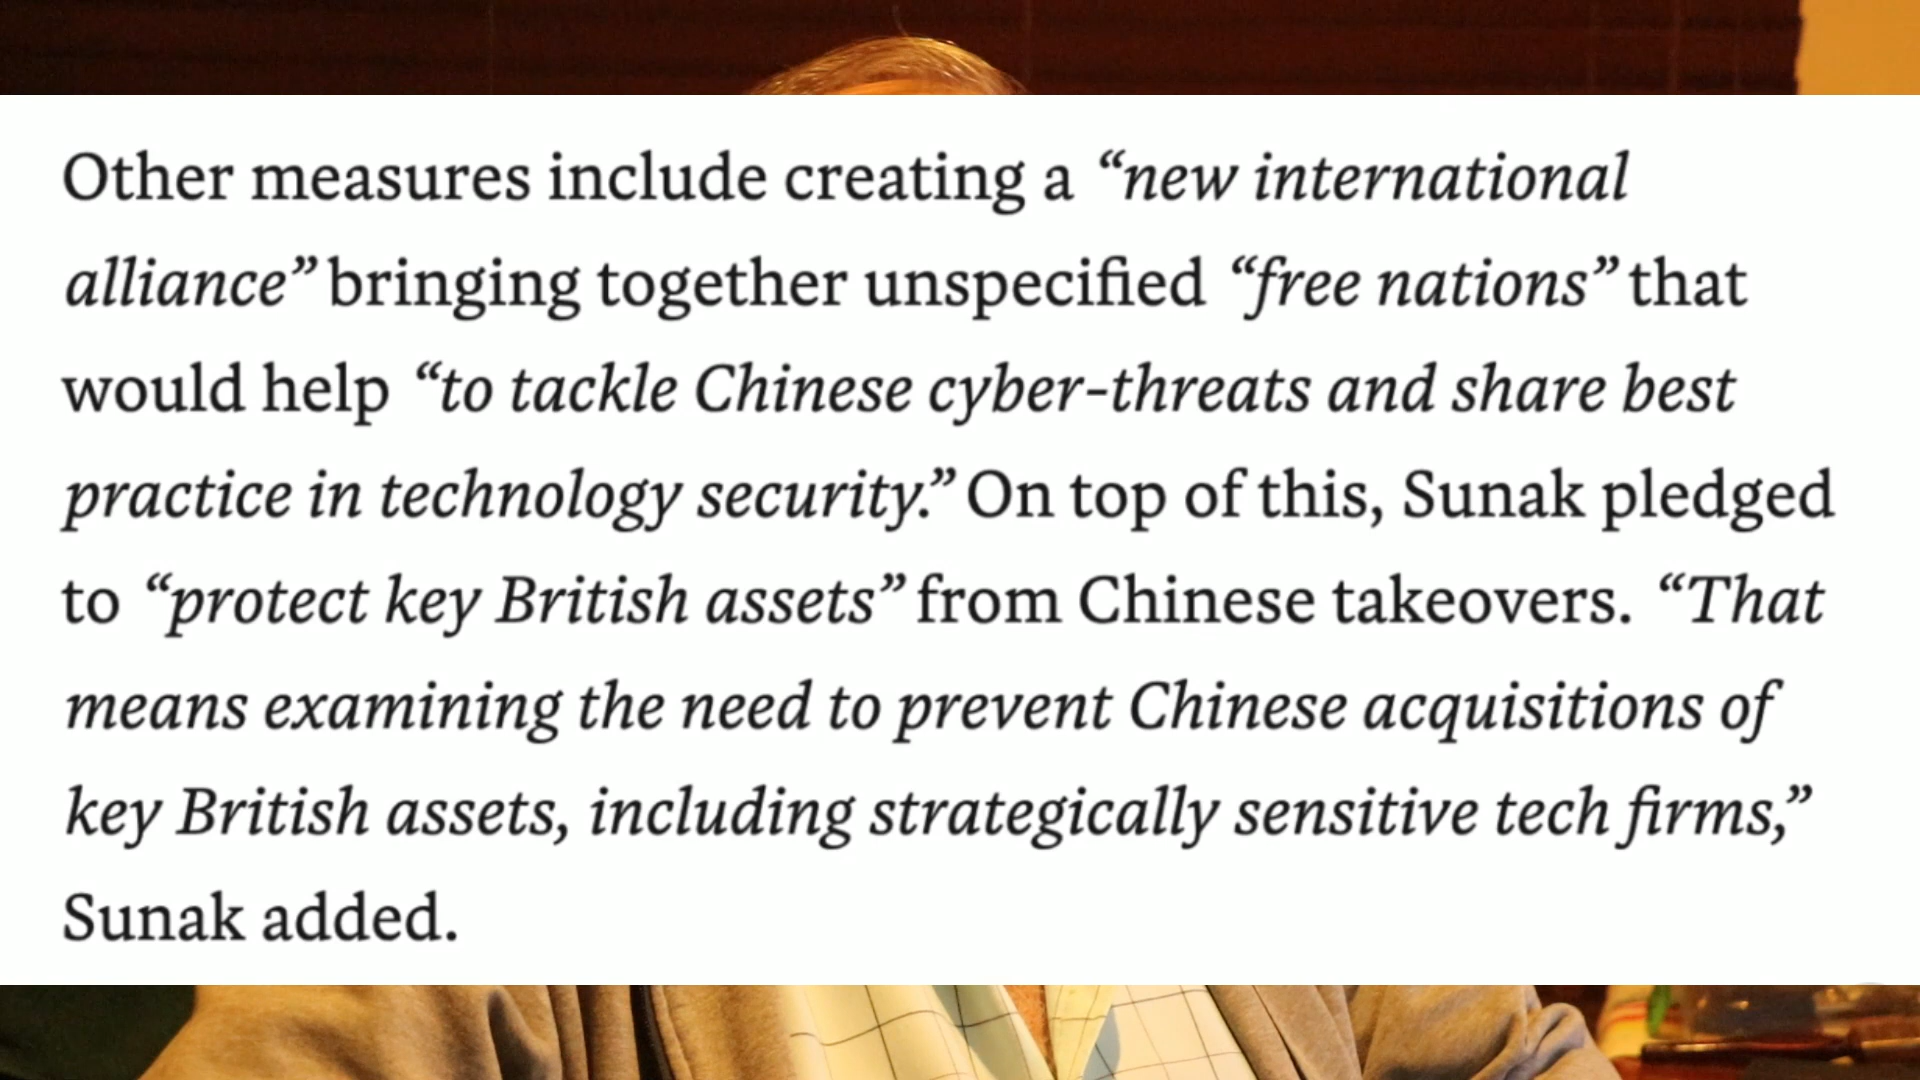 Other measures include creating a “new international
alliance” bringing together unspecified “free nations” that
would help “to tackle Chinese cyber-threats and share best
practice in technology security.” On top of this, Sunak pledged
to “protect key British assets” from Chinese takeovers. “That
means examining the need to prevent Chinese acquisitions of
key British assets, including strategically sensitive tech firms,”
Sunak added.